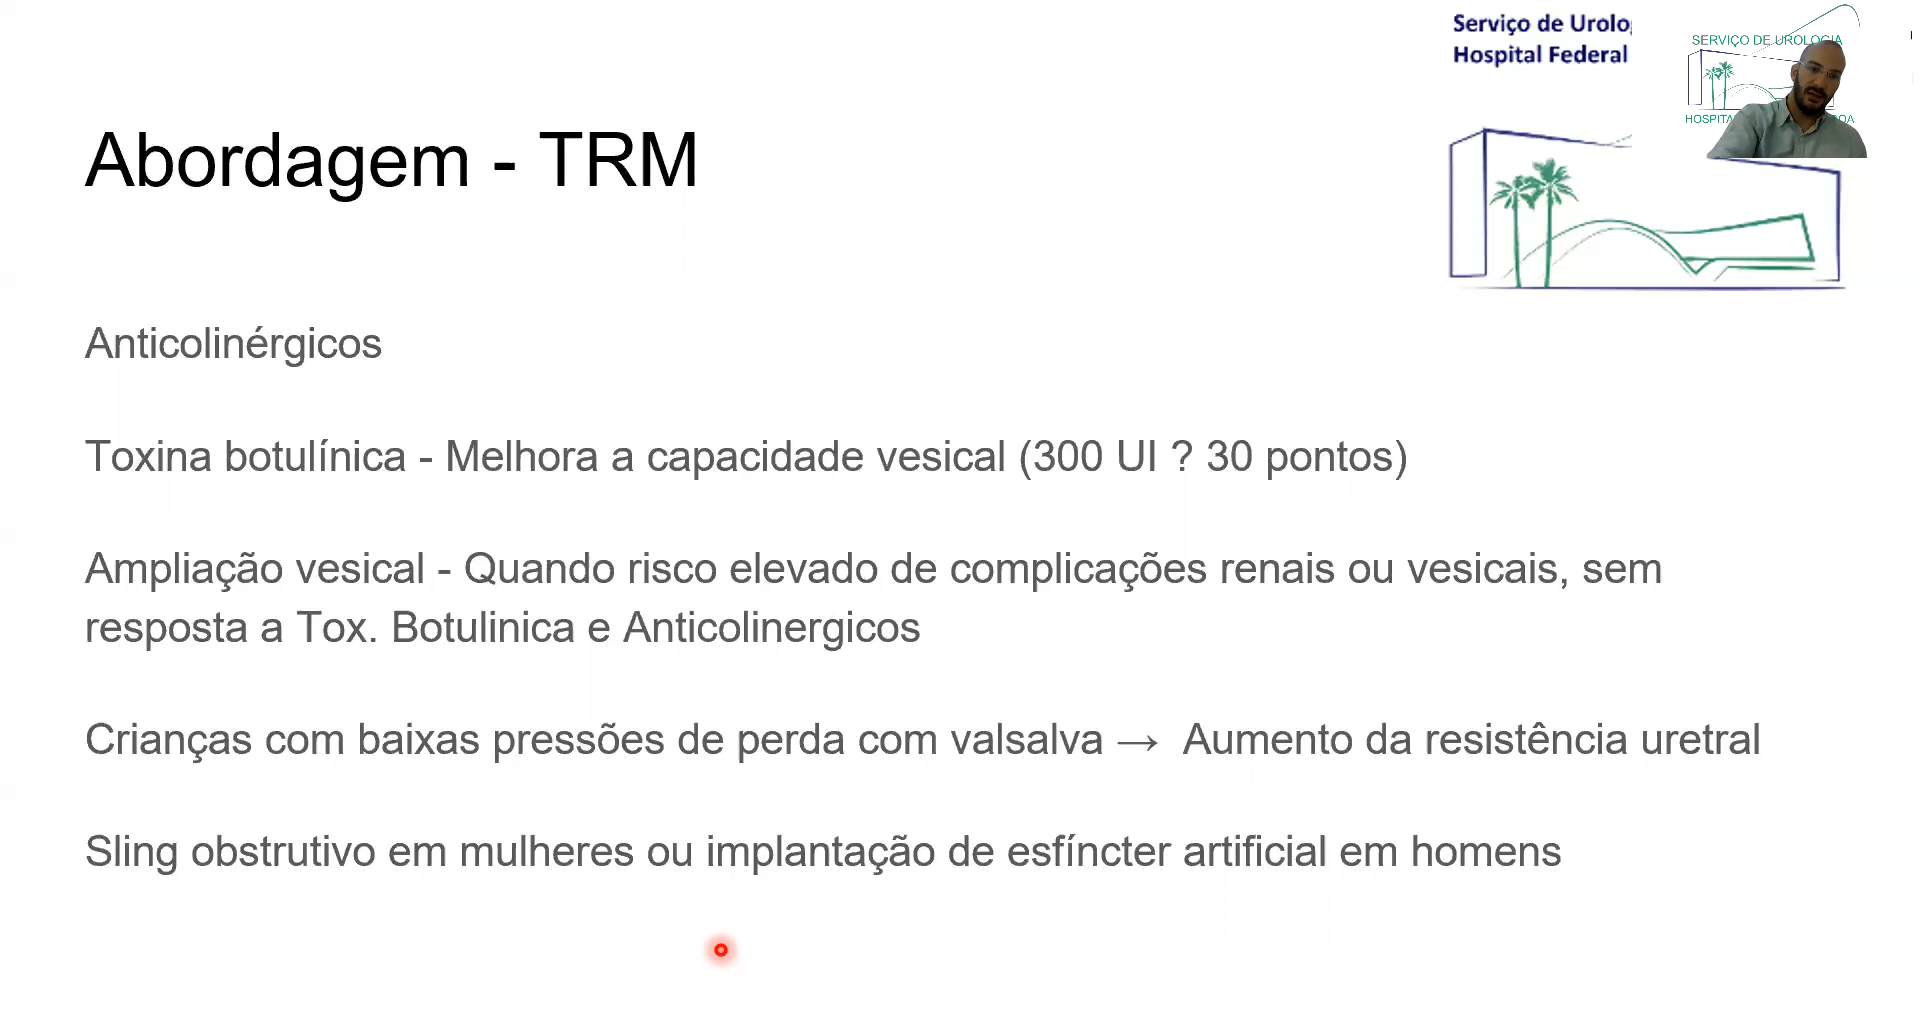 Serviço de Urolo
Hospital Federal
SERVIÇO DE UROLOGIA
HOSPITA
Abordagem - TRM
Anticolinérgicos
Toxina botulínica - Melhora a capacidade vesical (300 UI ? 30 pontos)
Ampliação vesical - Quando risco elevado de complicações renais ou vesicais, sem
resposta a Tox. Botulinica e Anticolinergicos
Crianças com baixas pressões de perda com valsalva → Aumento da resistência uretral
Sling obstrutivo em mulheres ou implantação de esfíncter artificial em homens